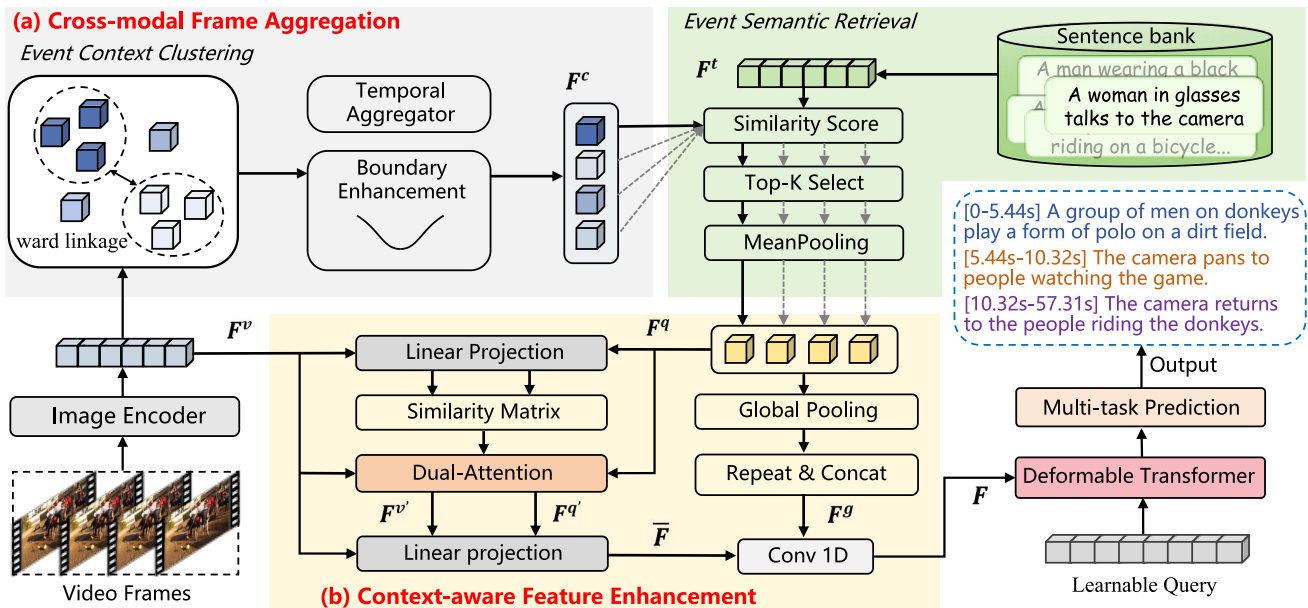 (a) Cross-modal Frame Aggregation
Event Context Clustering
ward linkage
Temporal
Aggregator
Boundary
Enhancement
F^c
Event Semantic Retrieval
F^t
Similarity Score
Top-K Select
MeanPooling
Sentence bank
A man wearing a black
A woman in glasses
talks to the camera
riding on a bicycle...
[0-5.44s] A group of men on donkeys
play a form of polo on a dirt field.
[5.44s-10.32s] The camera pans to
people watching the game.
[10.32s-57.31s] The camera returns
to the people riding the donkeys.
Output
Multi-task Prediction
Deformable Transformer
Learnable Query
F^v
Image Encoder
Video Frames
F^q
Linear Projection
Similarity Matrix
Dual-Attention
F^v'
F^q'
Linear projection
F̅
Global Pooling
Repeat & Concat
F^g
Conv 1D
F
(b) Context-aware Feature Enhancement